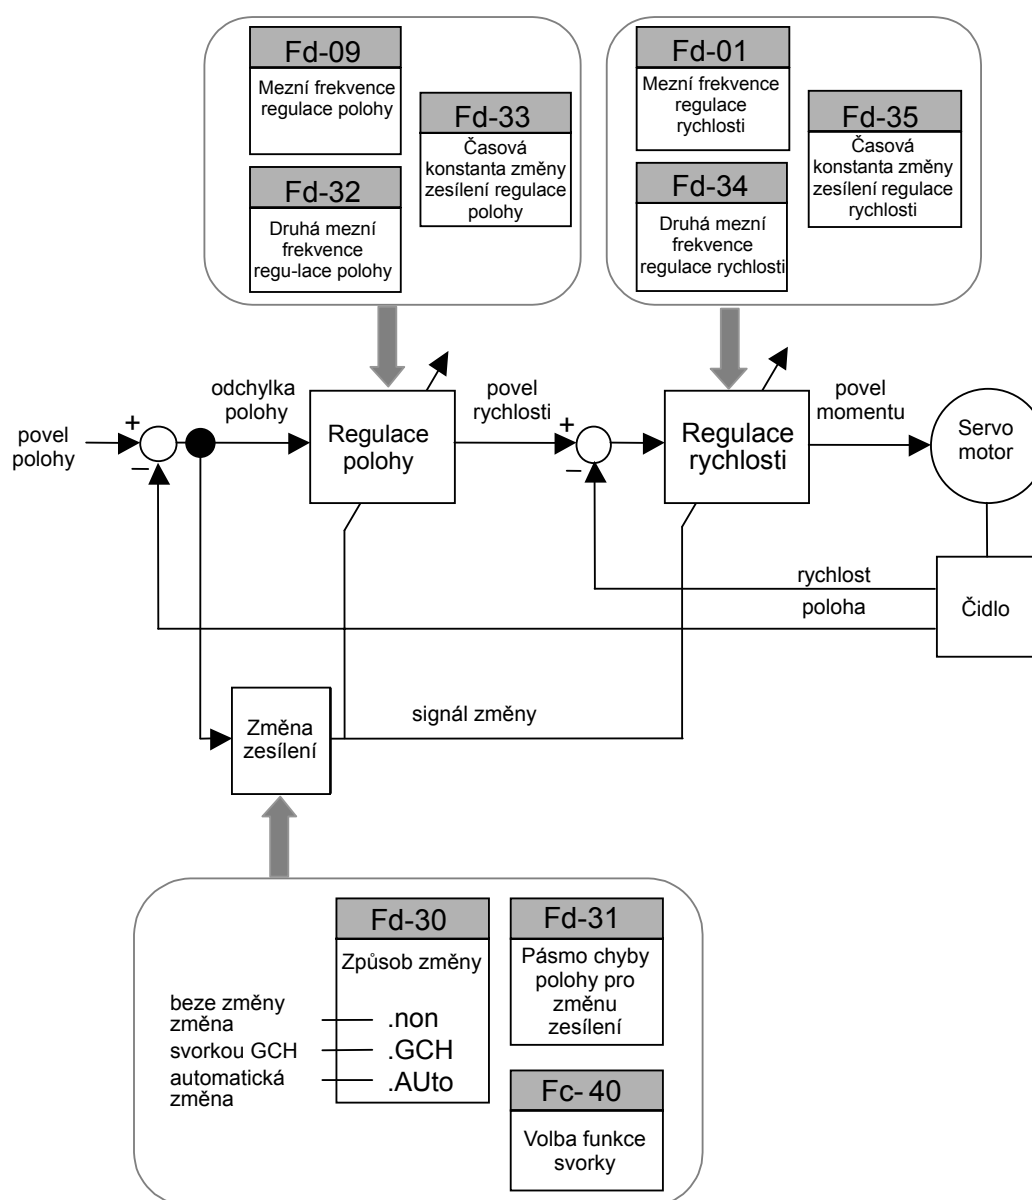 Fd-09
Mezní frekvence
regulace polohy
Fd-32
Druhá mezní
frekvence
regu-lace polohy
Fd-33
Časová
konstanta změny
zesílení regulace
polohy
Fd-01
Mezní frekvence
regulace
rychlosti
Fd-34
Druhá mezní
frekvence
regulace rychlosti
Fd-35
Časová
konstanta změny
zesílení regulace
rychlosti
povel
polohy
+
−
odchylka
polohy
Regulace
polohy
povel
rychlosti
+
−
Regulace
rychlosti
povel
momentu
Servo
motor
rychlost
poloha
Čidlo
Změna
zesílení
signál změny
Fd-30
Způsob změny
beze změny
změna
svorkou GCH
automatická
změna
.non
.GCH
.AUto
Fd-31
Pásmo chyby
polohy pro
změnu
zesílení
Fc- 40
Volba funkce
svorky